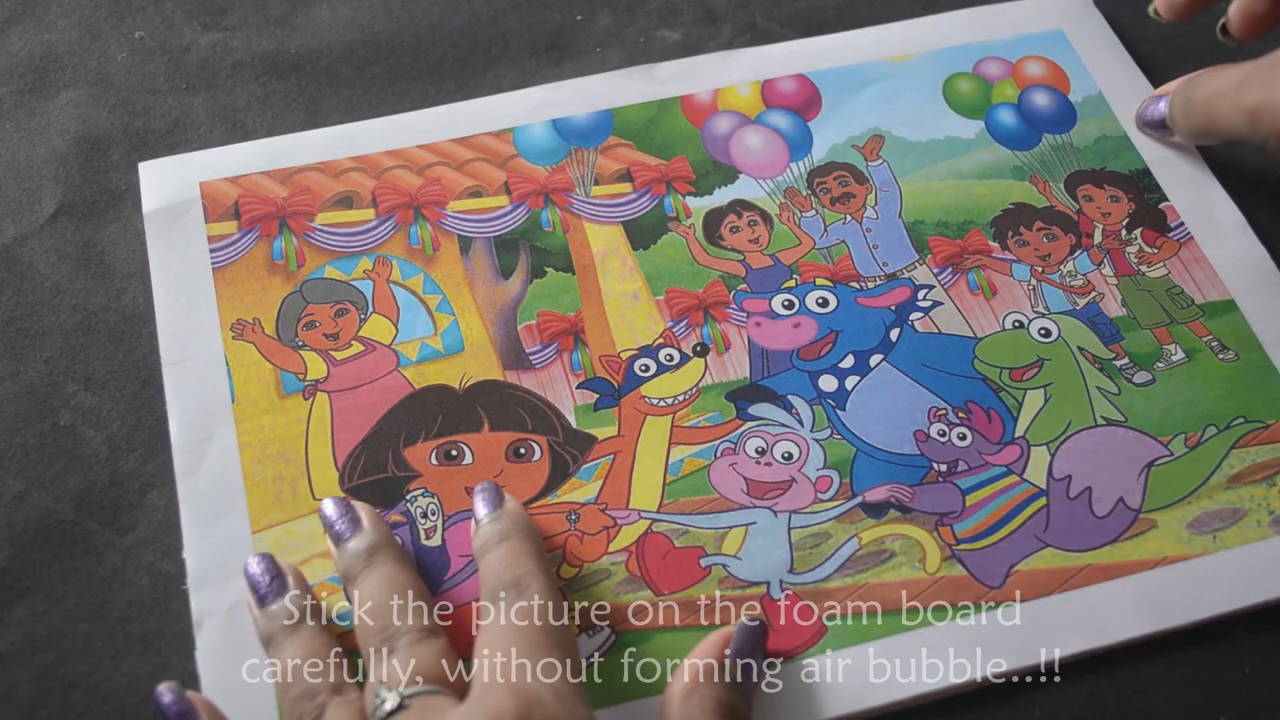 Stick the picture on the foam board
carefully, without forming air bubble..!!